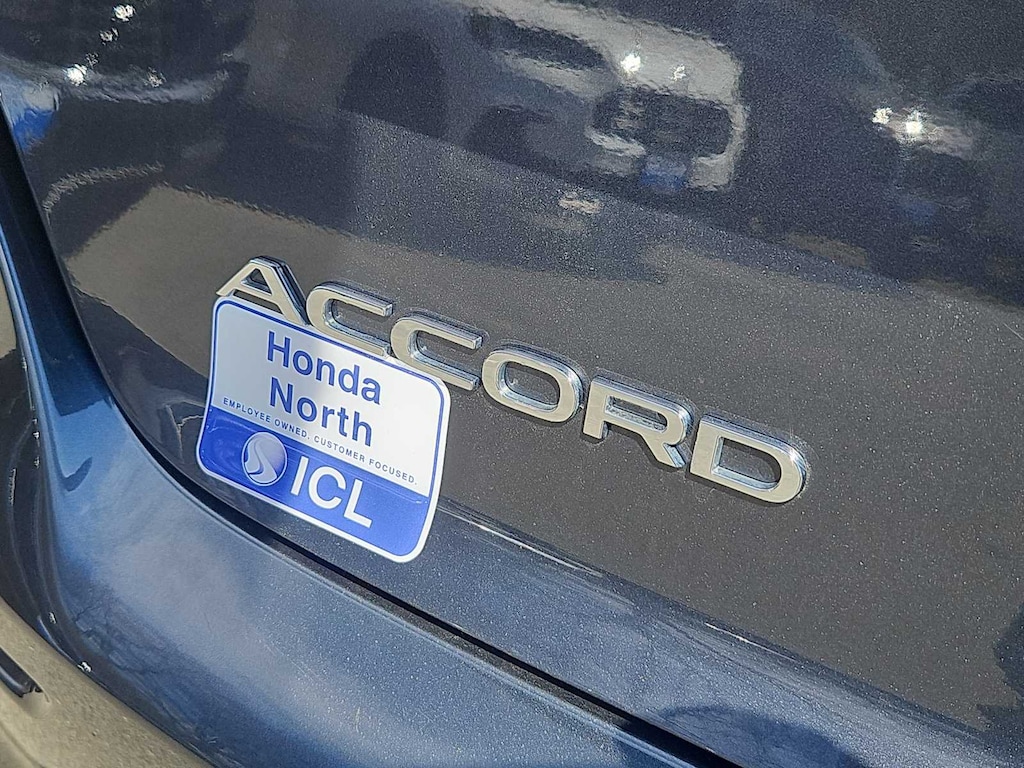 ACCORD
Honda
North
EMPLOYEE OWNED. CUSTOMER FOCUSED.
ICL